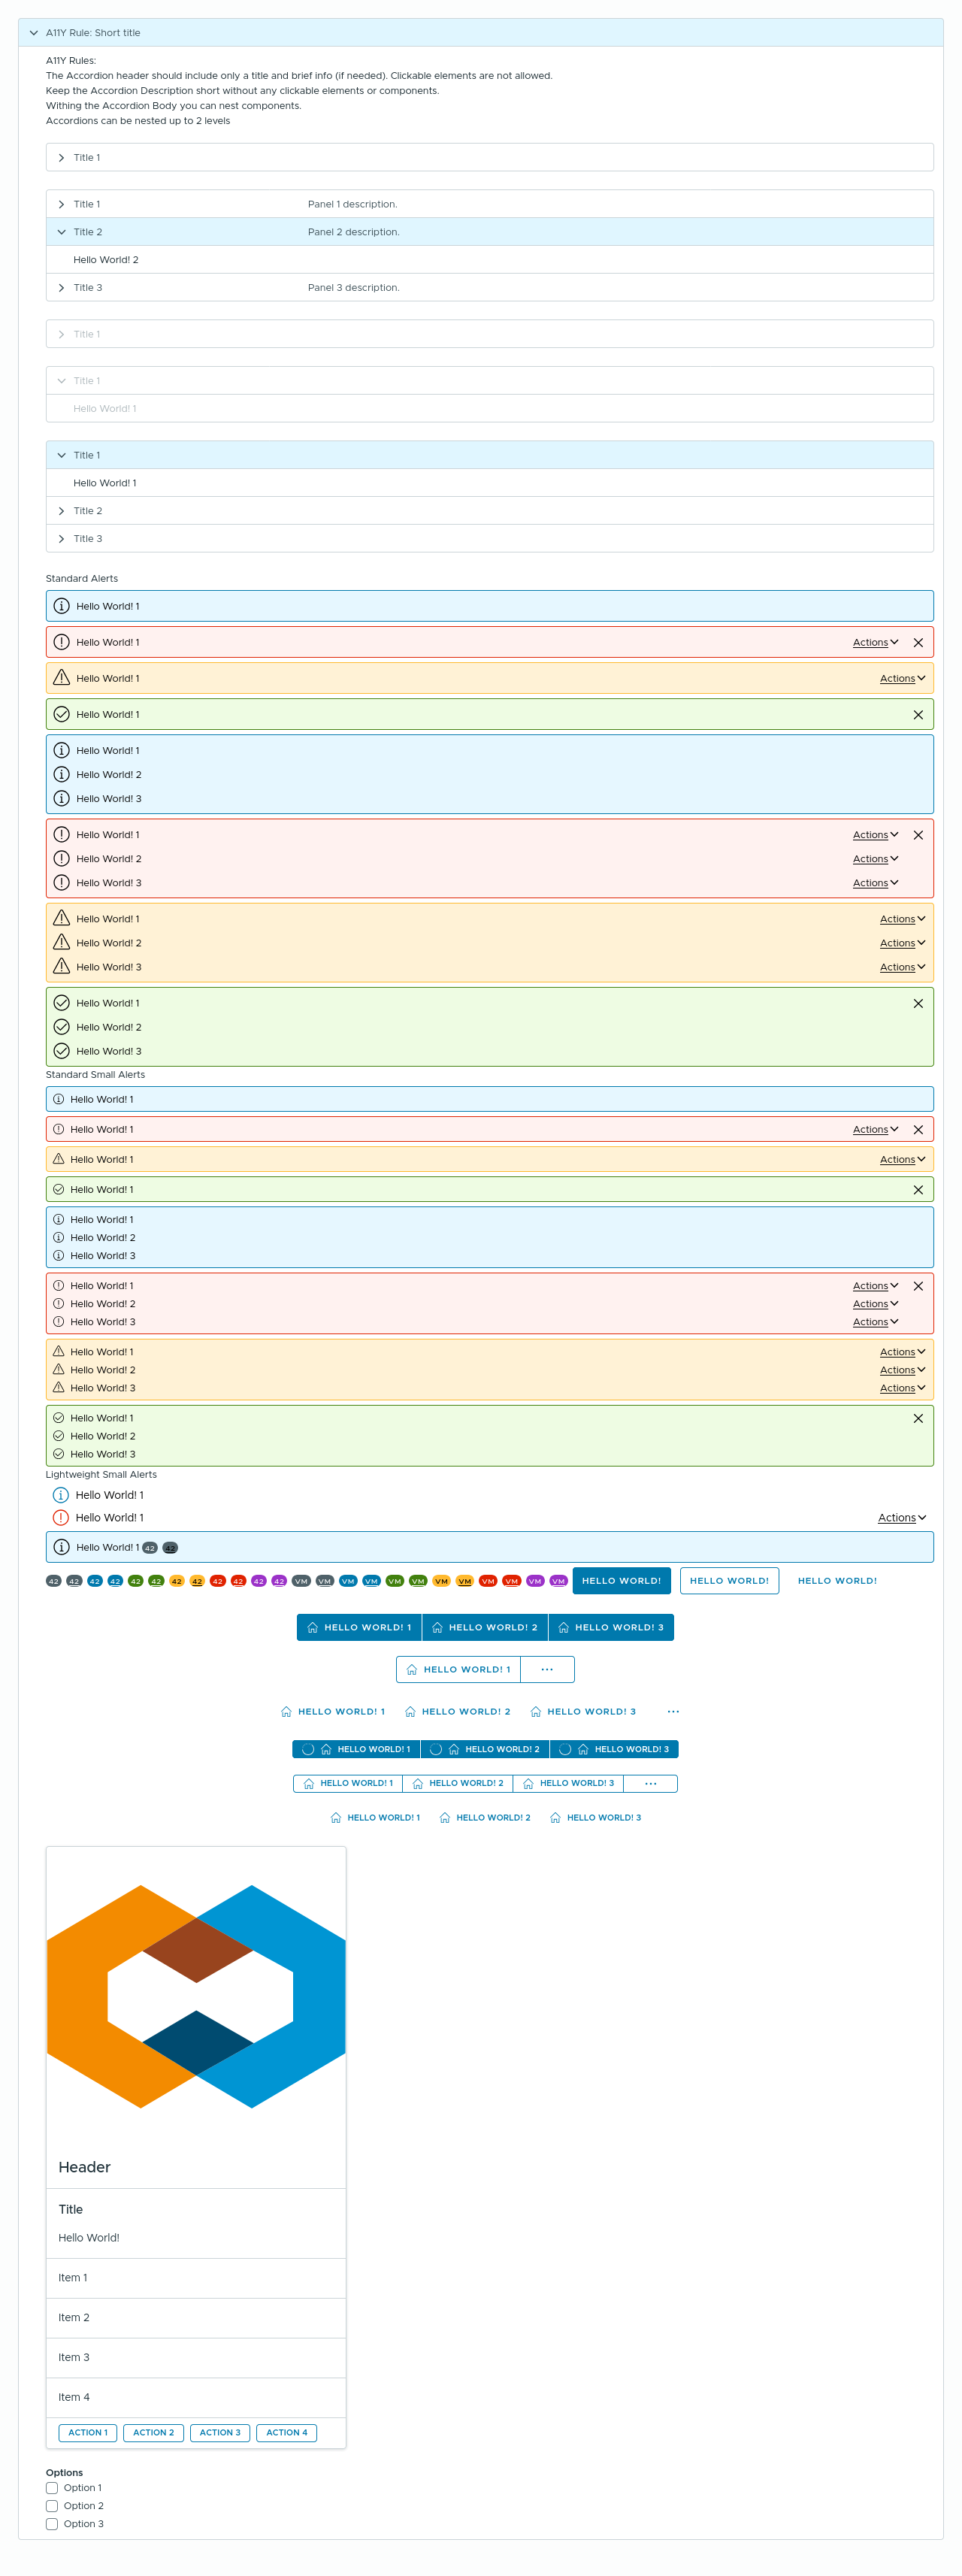 A11Y Rule: Short title
A11Y Rules:
The Accordion header should include only a title and brief info (if needed). Clickable elements are not allowed.
Keep the Accordion Description short without any clickable elements or components.
Withing the Accordion Body you can nest components.
Accordions can be nested up to 2 levels
Title 1
Title 1 Panel 1 description.
Title 2 Panel 2 description.
Hello World! 2
Title 3 Panel 3 description.
Title 1
Title 1
Hello World! 1
Title 1
Hello World! 1
Title 2
Title 3
Standard Alerts
Hello World! 1
Hello World! 1 Actions
Hello World! 1 Actions
Hello World! 1
Hello World! 1
Hello World! 2
Hello World! 3
Hello World! 1 Actions
Hello World! 2 Actions
Hello World! 3 Actions
Hello World! 1 Actions
Hello World! 2 Actions
Hello World! 3 Actions
Hello World! 1
Hello World! 2
Hello World! 3
Standard Small Alerts
Hello World! 1
Hello World! 1 Actions
Hello World! 1 Actions
Hello World! 1
Hello World! 1
Hello World! 2
Hello World! 3
Hello World! 1 Actions
Hello World! 2 Actions
Hello World! 3 Actions
Hello World! 1 Actions
Hello World! 2 Actions
Hello World! 3 Actions
Hello World! 1
Hello World! 2
Hello World! 3
Lightweight Small Alerts
Hello World! 1
Hello World! 1 Actions
Hello World! 1 42 42
42 42 42 42 42 42 42 42 42 42 42 42 VM VM VM VM VM VM VM VM VM VM VM VM HELLO WORLD! HELLO WORLD! HELLO WORLD!
HELLO WORLD! 1 HELLO WORLD! 2 HELLO WORLD! 3
HELLO WORLD! 1
HELLO WORLD! 1 HELLO WORLD! 2 HELLO WORLD! 3
HELLO WORLD! 1 HELLO WORLD! 2 HELLO WORLD! 3
HELLO WORLD! 1 HELLO WORLD! 2 HELLO WORLD! 3
HELLO WORLD! 1 HELLO WORLD! 2 HELLO WORLD! 3
Header
Title
Hello World!
Item 1
Item 2
Item 3
Item 4
ACTION 1 ACTION 2 ACTION 3 ACTION 4
Options
Option 1
Option 2
Option 3